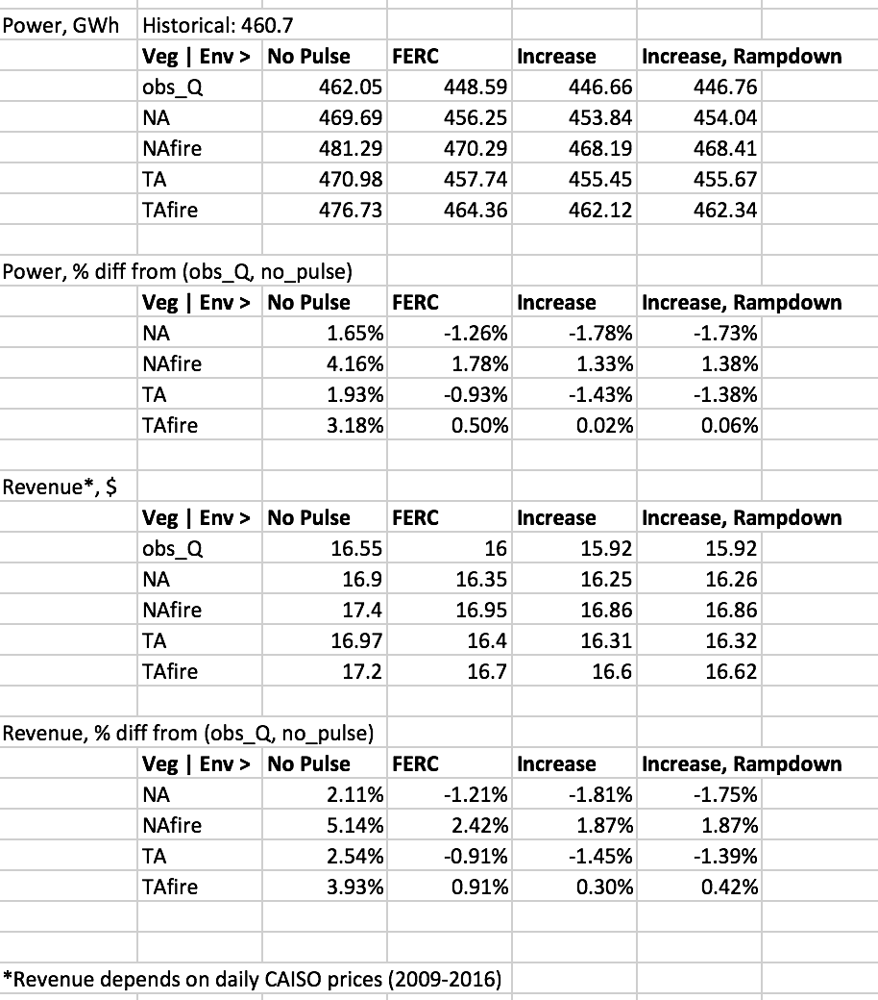 Power, GWh Historical: 460.7
Veg | Env > No Pulse FERC Increase Increase, Rampdown
obs_Q 462.05 448.59 446.66 446.76
NA 469.69 456.25 453.84 454.04
NAfire 481.29 470.29 468.19 468.41
TA 470.98 457.74 455.45 455.67
TAfire 476.73 464.36 462.12 462.34
Power, % diff from (obs_Q, no_pulse)
Veg | Env > No Pulse FERC Increase Increase, Rampdown
NA 1.65% -1.26% -1.78% -1.73%
NAfire 4.16% 1.78% 1.33% 1.38%
TA 1.93% -0.93% -1.43% -1.38%
TAfire 3.18% 0.50% 0.02% 0.06%
Revenue*, $
Veg | Env > No Pulse FERC Increase Increase, Rampdown
obs_Q 16.55 16 15.92 15.92
NA 16.9 16.35 16.25 16.26
NAfire 17.4 16.95 16.86 16.86
TA 16.97 16.4 16.31 16.32
TAfire 17.2 16.7 16.6 16.62
Revenue, % diff from (obs_Q, no_pulse)
Veg | Env > No Pulse FERC Increase Increase, Rampdown
NA 2.11% -1.21% -1.81% -1.75%
NAfire 5.14% 2.42% 1.87% 1.87%
TA 2.54% -0.91% -1.45% -1.39%
TAfire 3.93% 0.91% 0.30% 0.42%
*Revenue depends on daily CAISO prices (2009-2016)